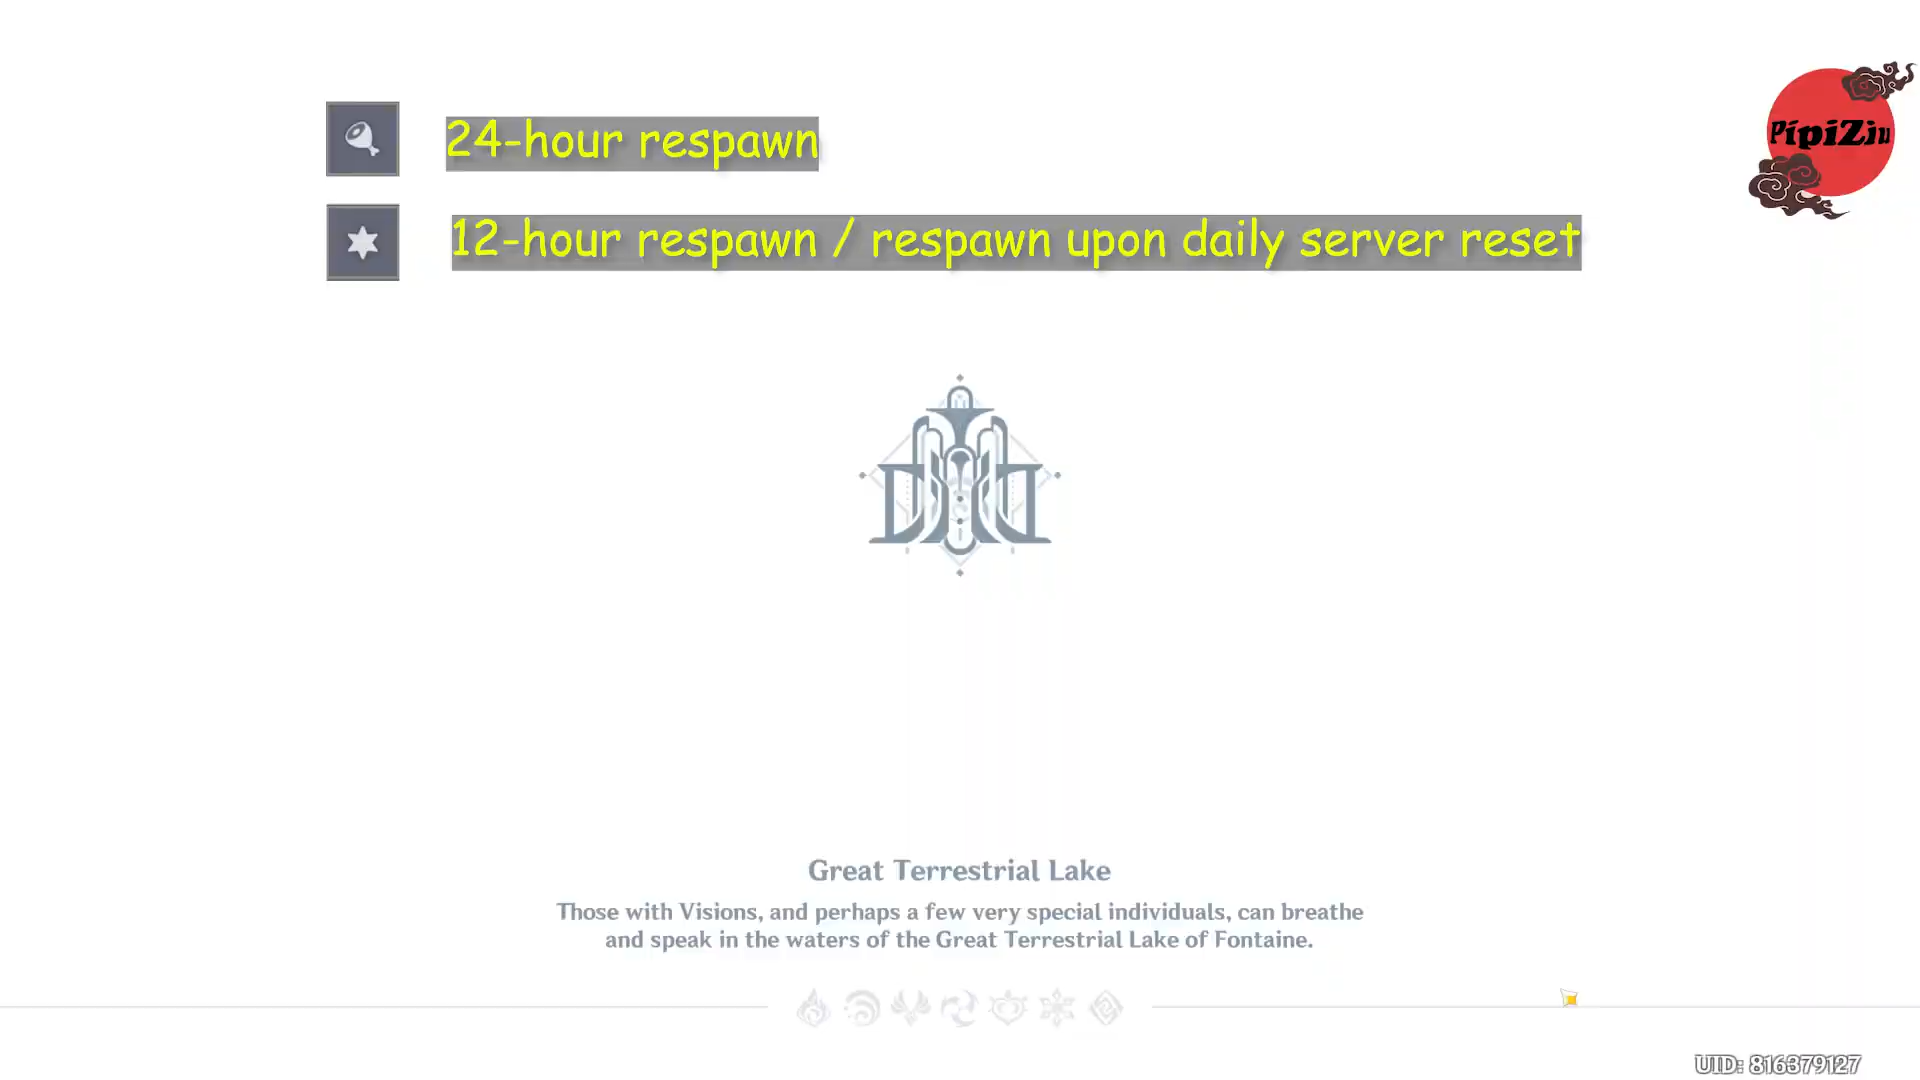 24-hour respawn
PipiZiu
12-hour respawn / respawn upon daily server reset
Great Terrestrial Lake
Those with Visions, and perhaps a few very special individuals, can breathe
and speak in the waters of the Great Terrestrial Lake of Fontaine.
UID: 816379127